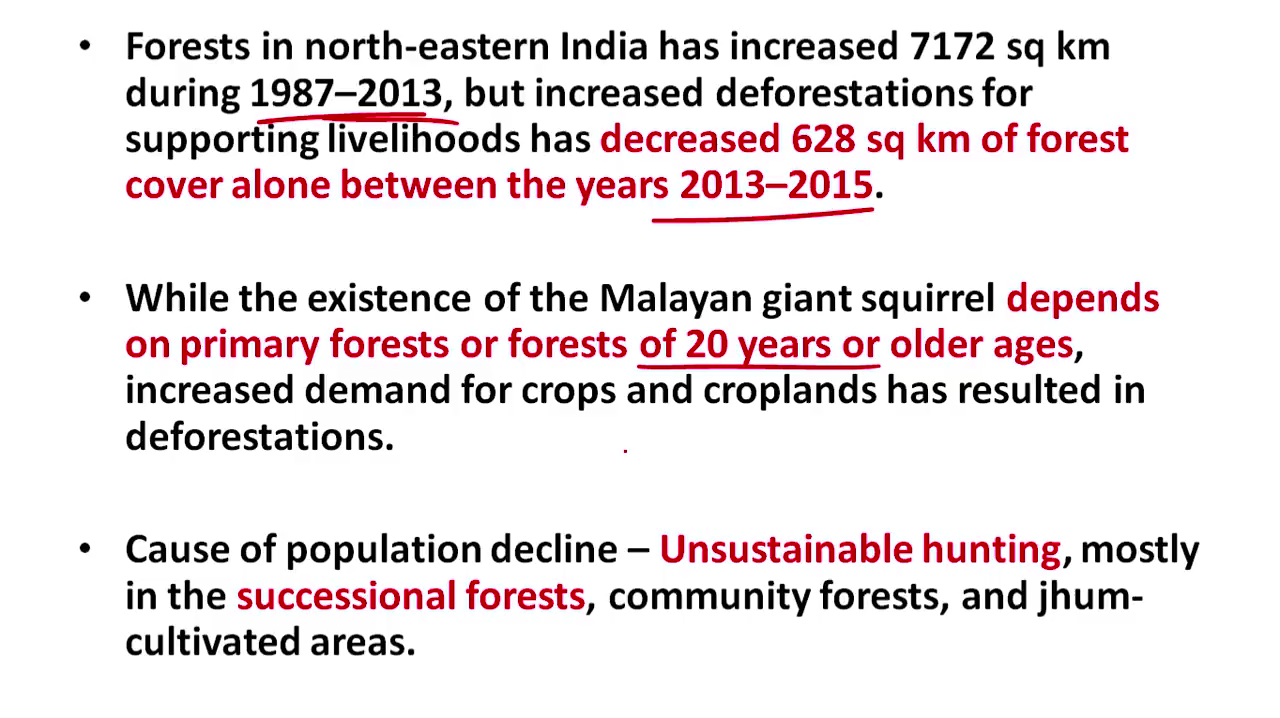 • Forests in north-eastern India has increased 7172 sq km
during 1987–2013, but increased deforestations for
supporting livelihoods has decreased 628 sq km of forest
cover alone between the years 2013–2015.
• While the existence of the Malayan giant squirrel depends
on primary forests or forests of 20 years or older ages,
increased demand for crops and croplands has resulted in
deforestations.
• Cause of population decline – Unsustainable hunting, mostly
in the successional forests, community forests, and jhum-
cultivated areas.